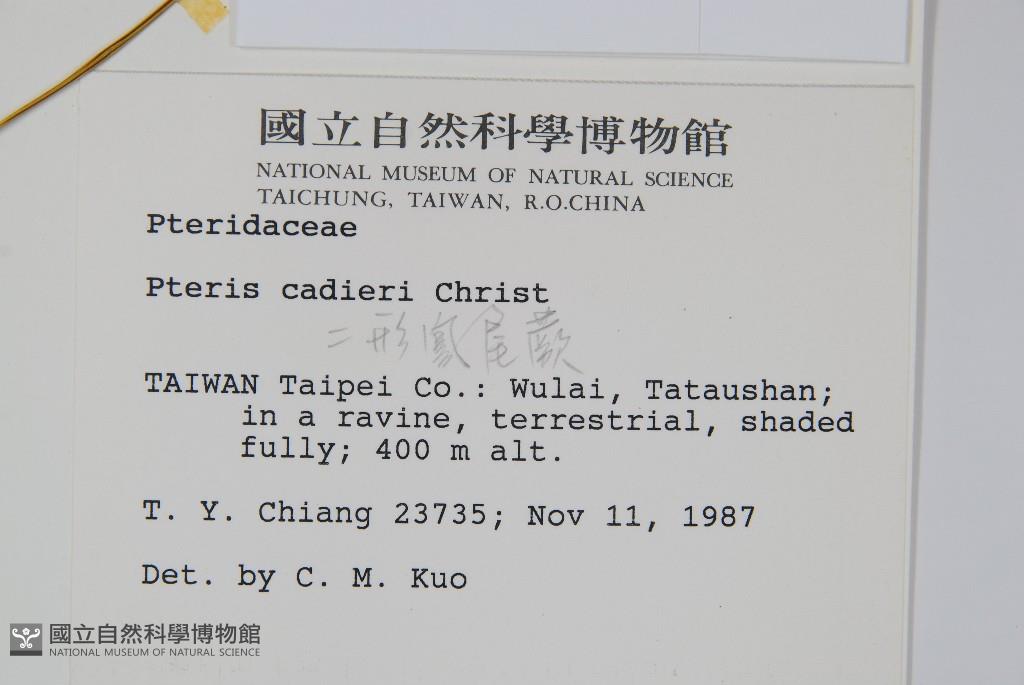 國立自然科學博物館
NATIONAL MUSEUM OF NATURAL SCIENCE
TAICHUNG, TAIWAN, R.O.CHINA
Pteridaceae
Pteris cadieri Christ
二形鳳尾蕨
TAIWAN Taipei Co.: Wulai, Tataushan;
in a ravine, terrestrial, shaded
fully; 400 m alt.
T. Y. Chiang 23735; Nov 11, 1987
Det. by C. M. Kuo
國立自然科學博物館
NATIONAL MUSEUM OF NATURAL SCIENCE